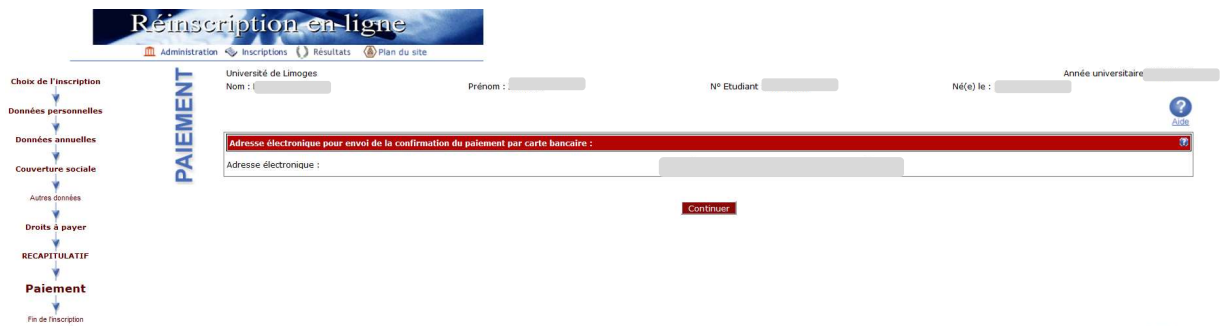 Réinscription en ligne
Administration Inscriptions Résultats Plan du site
Choix de l'inscription
Données personnelles
Données annuelles
Couverture sociale
Autres données
Droits à payer
RECAPITULATIF
Paiement
Fin de l'inscription
PAIEMENT
Université de Limoges Année universitaire
Nom : Prénom : N° Etudiant Né(e) le :
Aide
Adresse électronique pour envoi de la confirmation du paiement par carte bancaire :
Adresse électronique :
Continuer